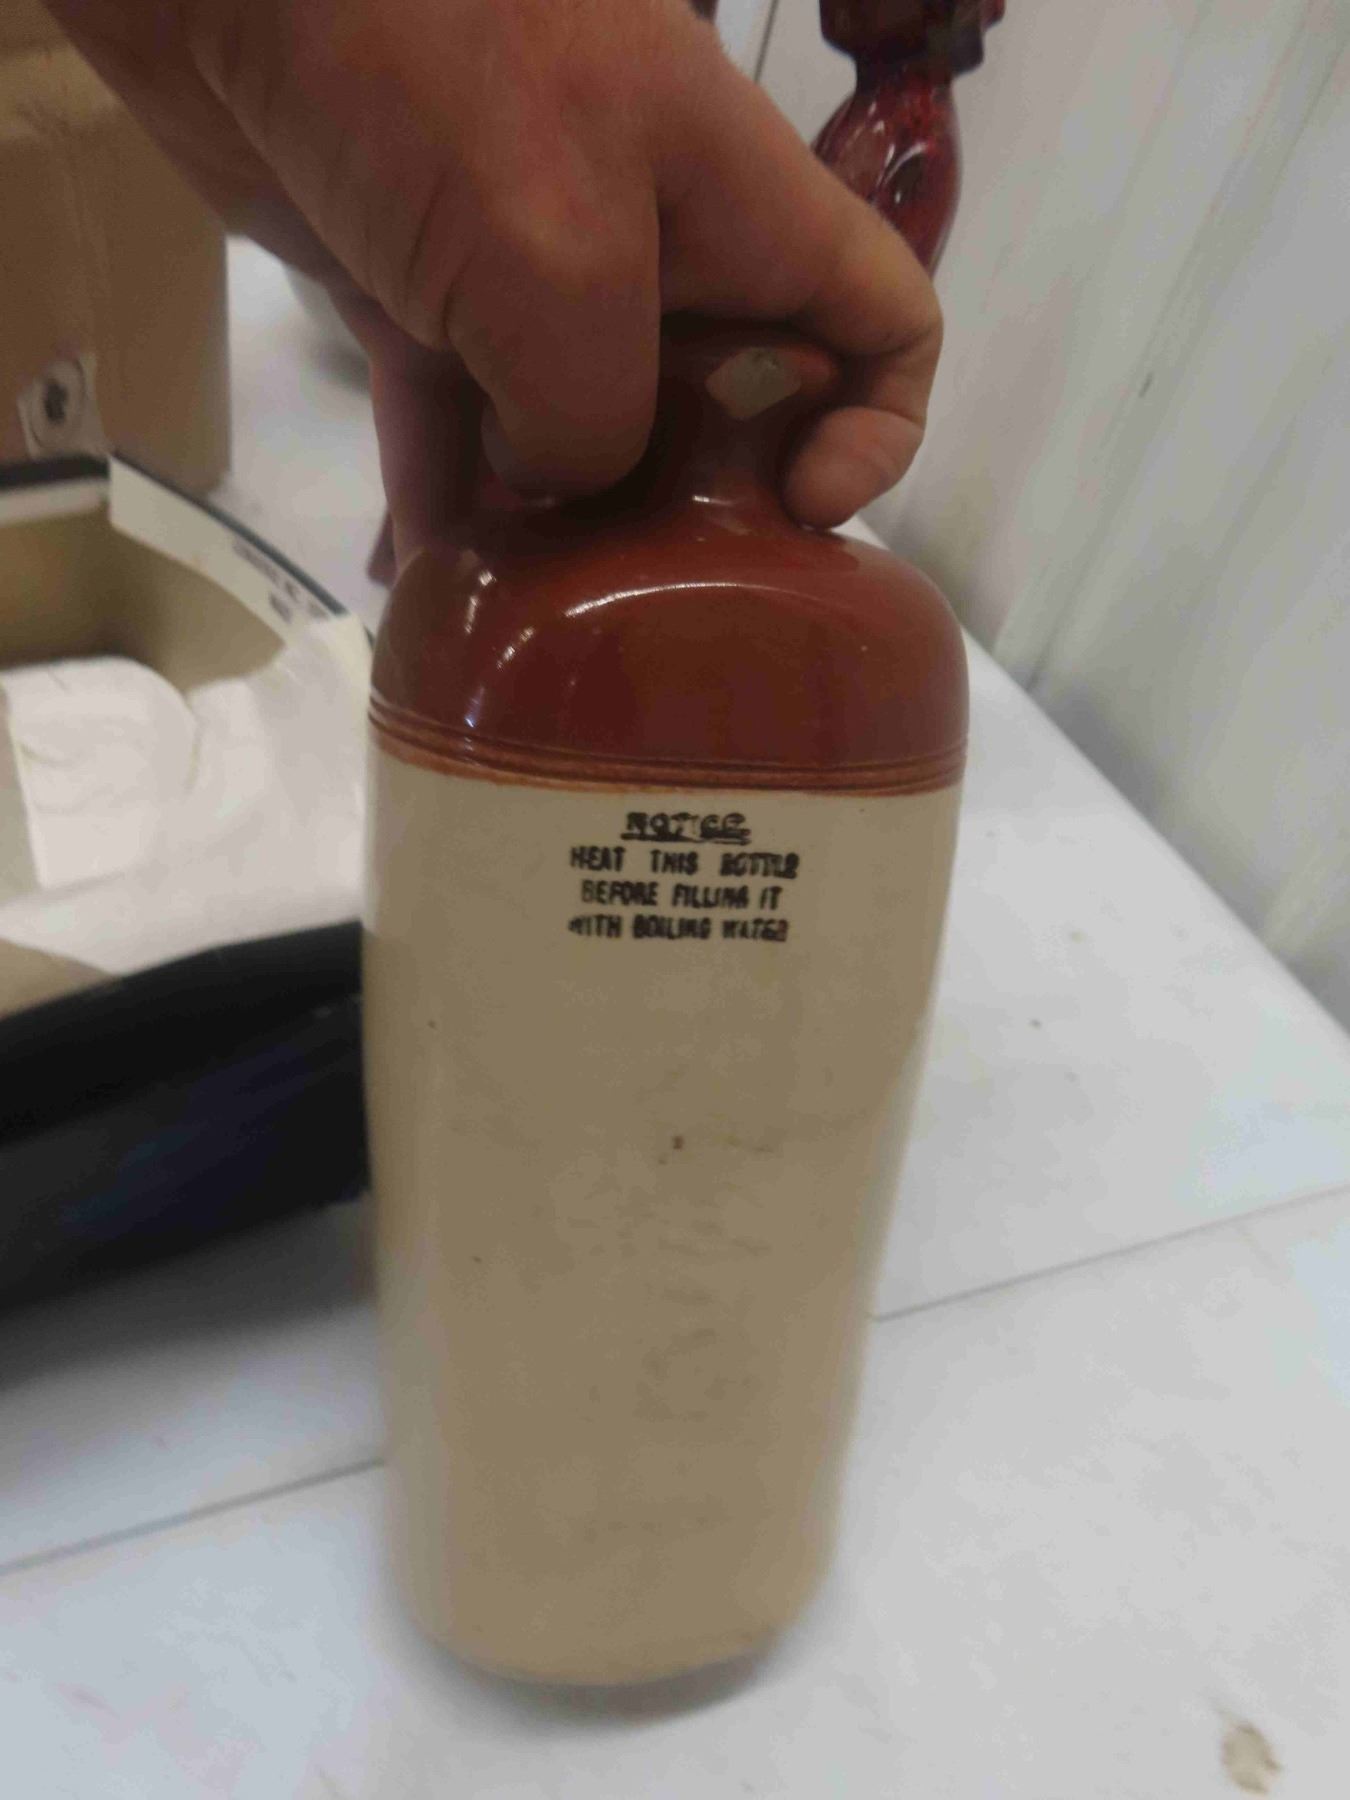 NOTICE
HEAT THIS BOTTLE
BEFORE FILLING IT
WITH BOILING WATER